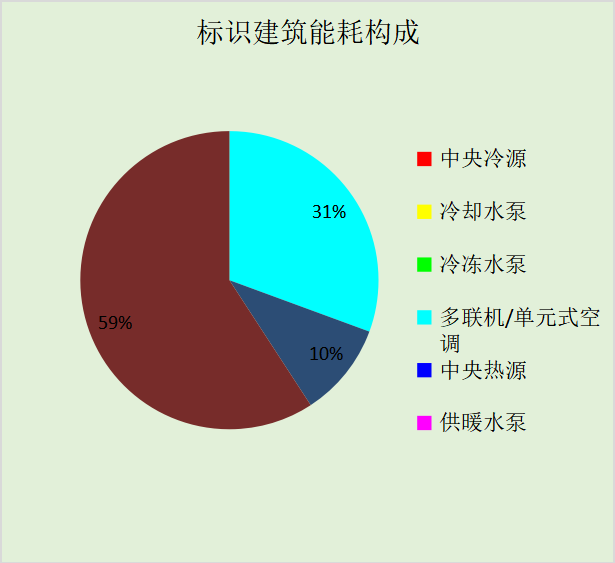 标识建筑能耗构成
31%
10%
59%
中央冷源
冷却水泵
冷冻水泵
多联机/单元式空
调
中央热源
供暖水泵